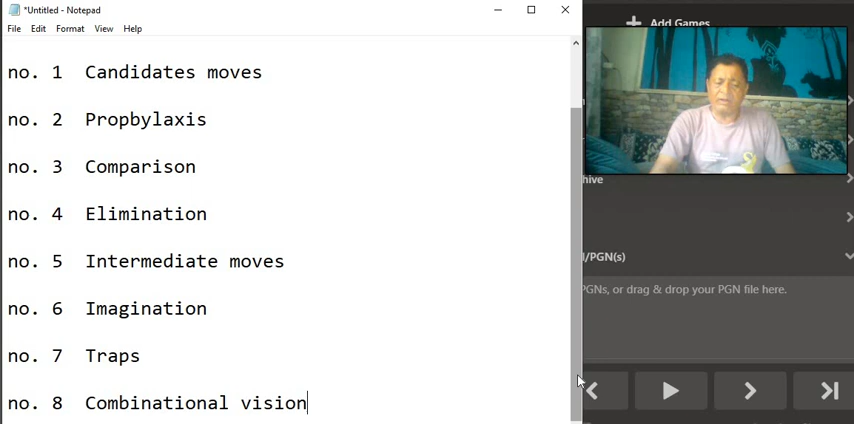 *Untitled - Notepad
File Edit Format View Help
no. 1 Candidates moves
no. 2 Propbylaxis
no. 3 Comparison
no. 4 Elimination
no. 5 Intermediate moves
no. 6 Imagination
no. 7 Traps
no. 8 Combinational vision
Add Games
hive
/PGN(s)
PGNs, or drag & drop your PGN file here.